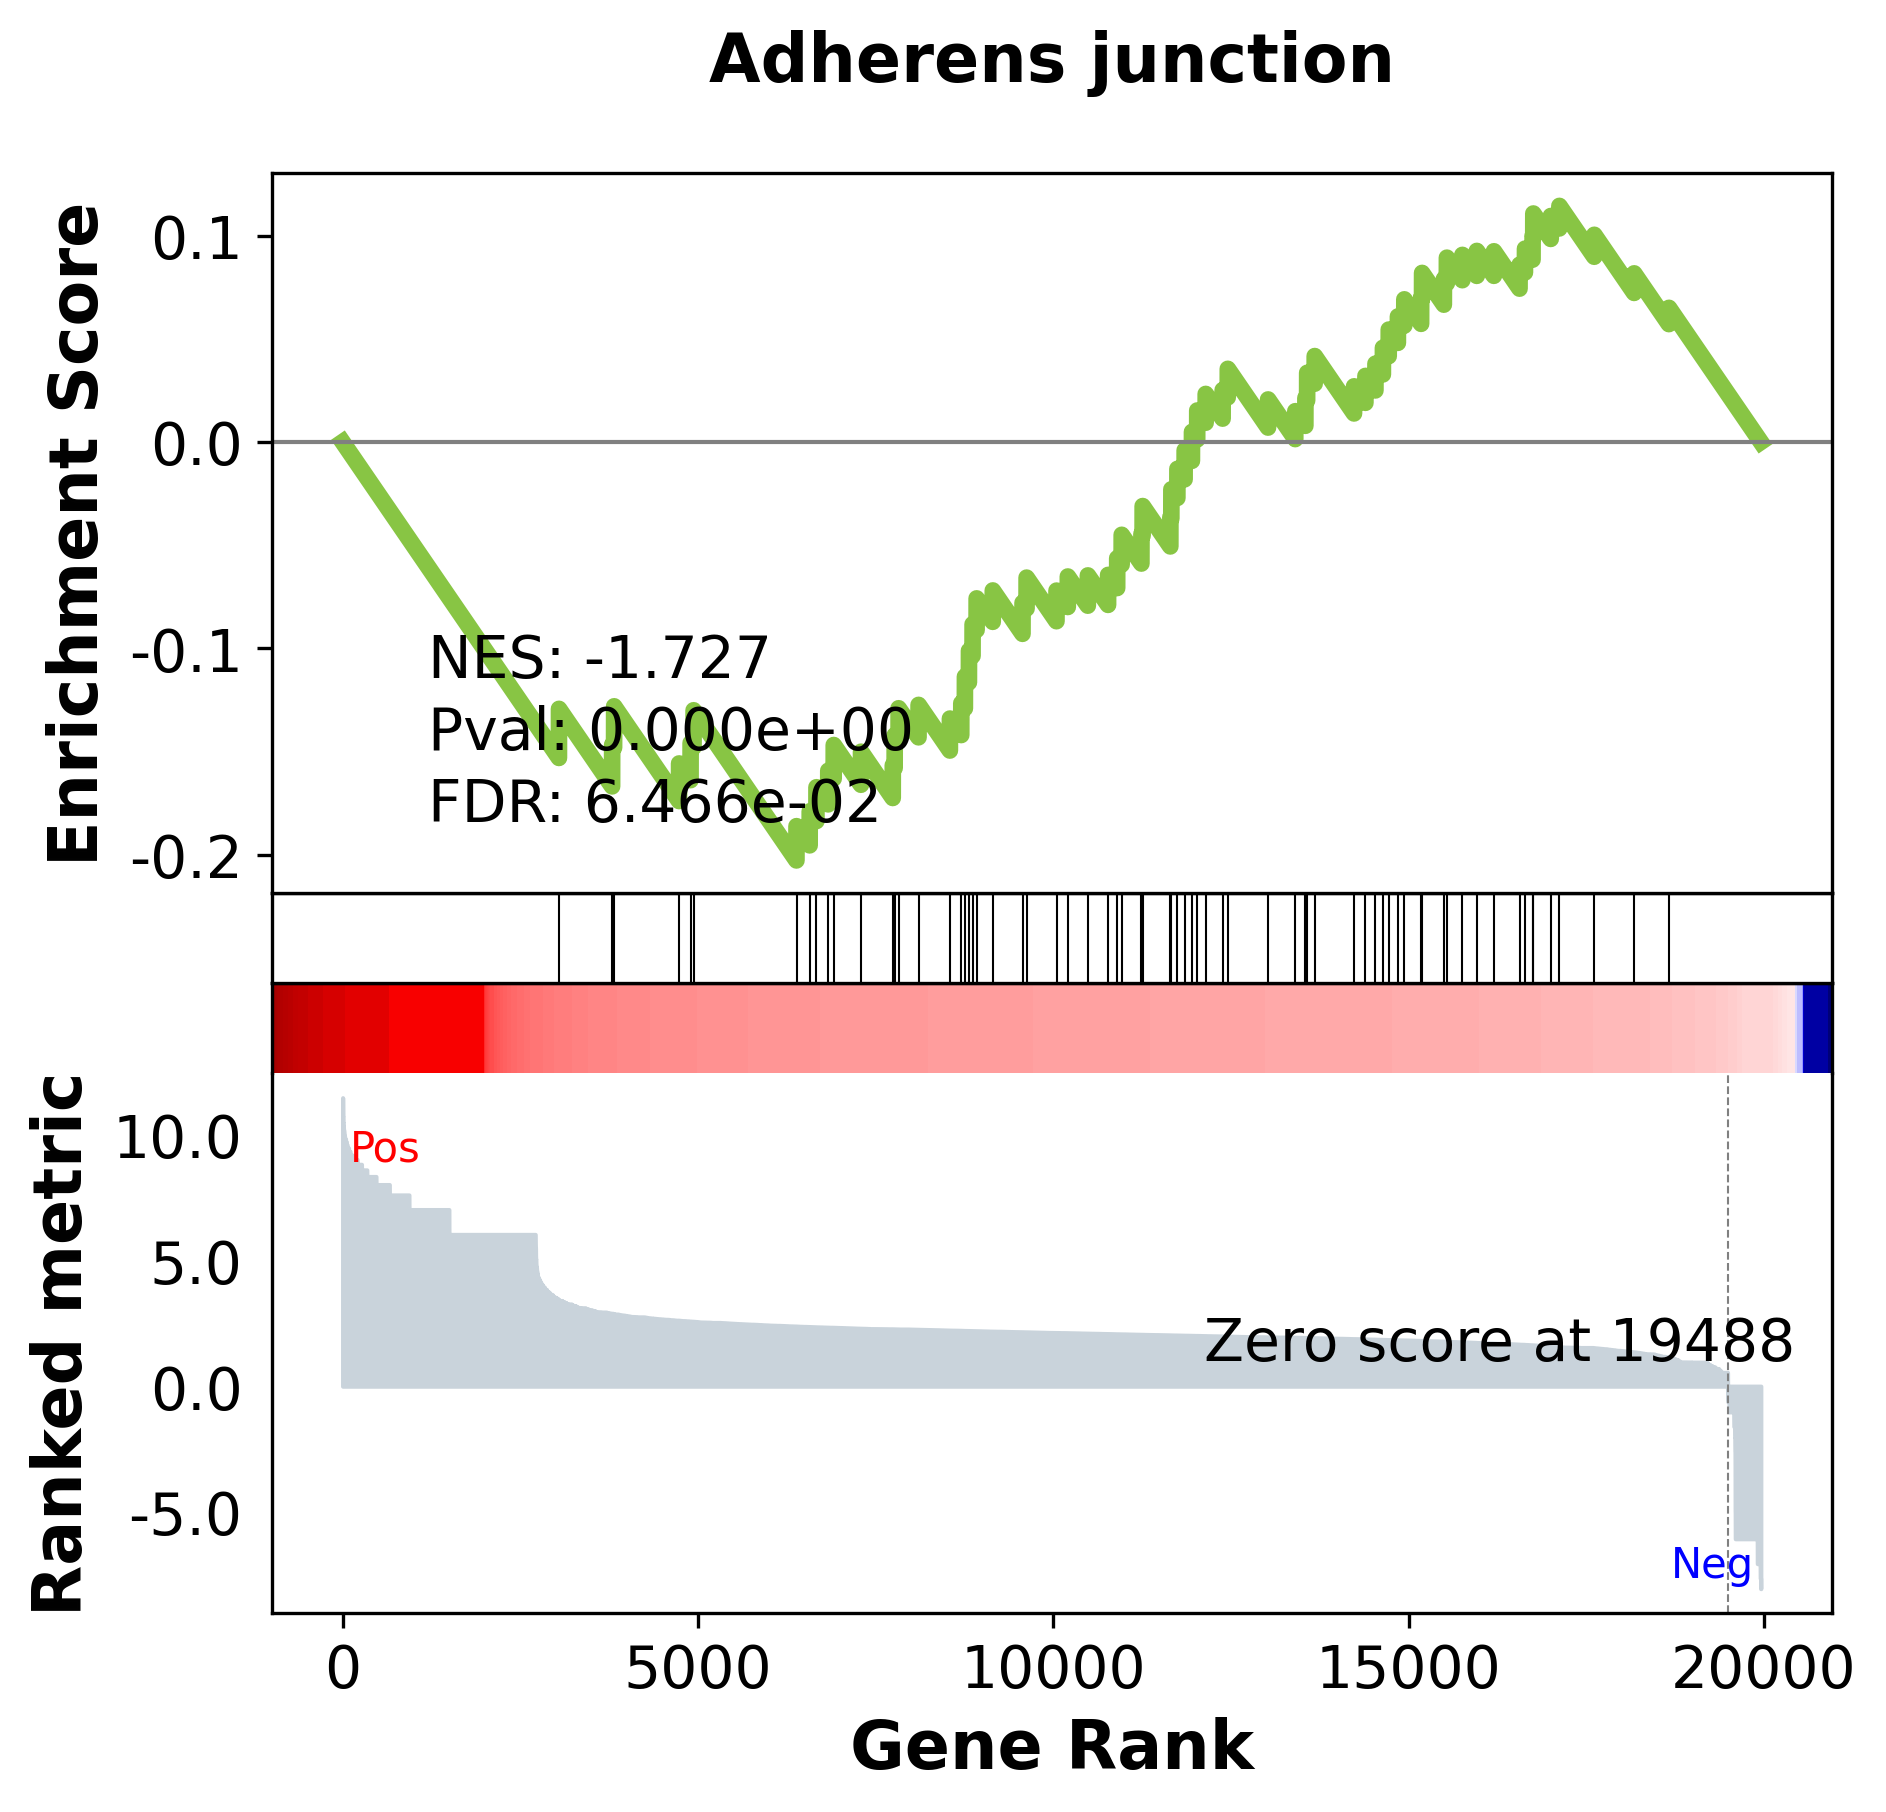 Adherens junction
Enrichment Score
0.1
0.0
-0.1
-0.2
NES: -1.727
Pval: 0.000e+00
FDR: 6.466e-02
Ranked metric
10.0
5.0
0.0
-5.0
Pos
Zero score at 19488
Neg
0 5000 10000 15000 20000
Gene Rank